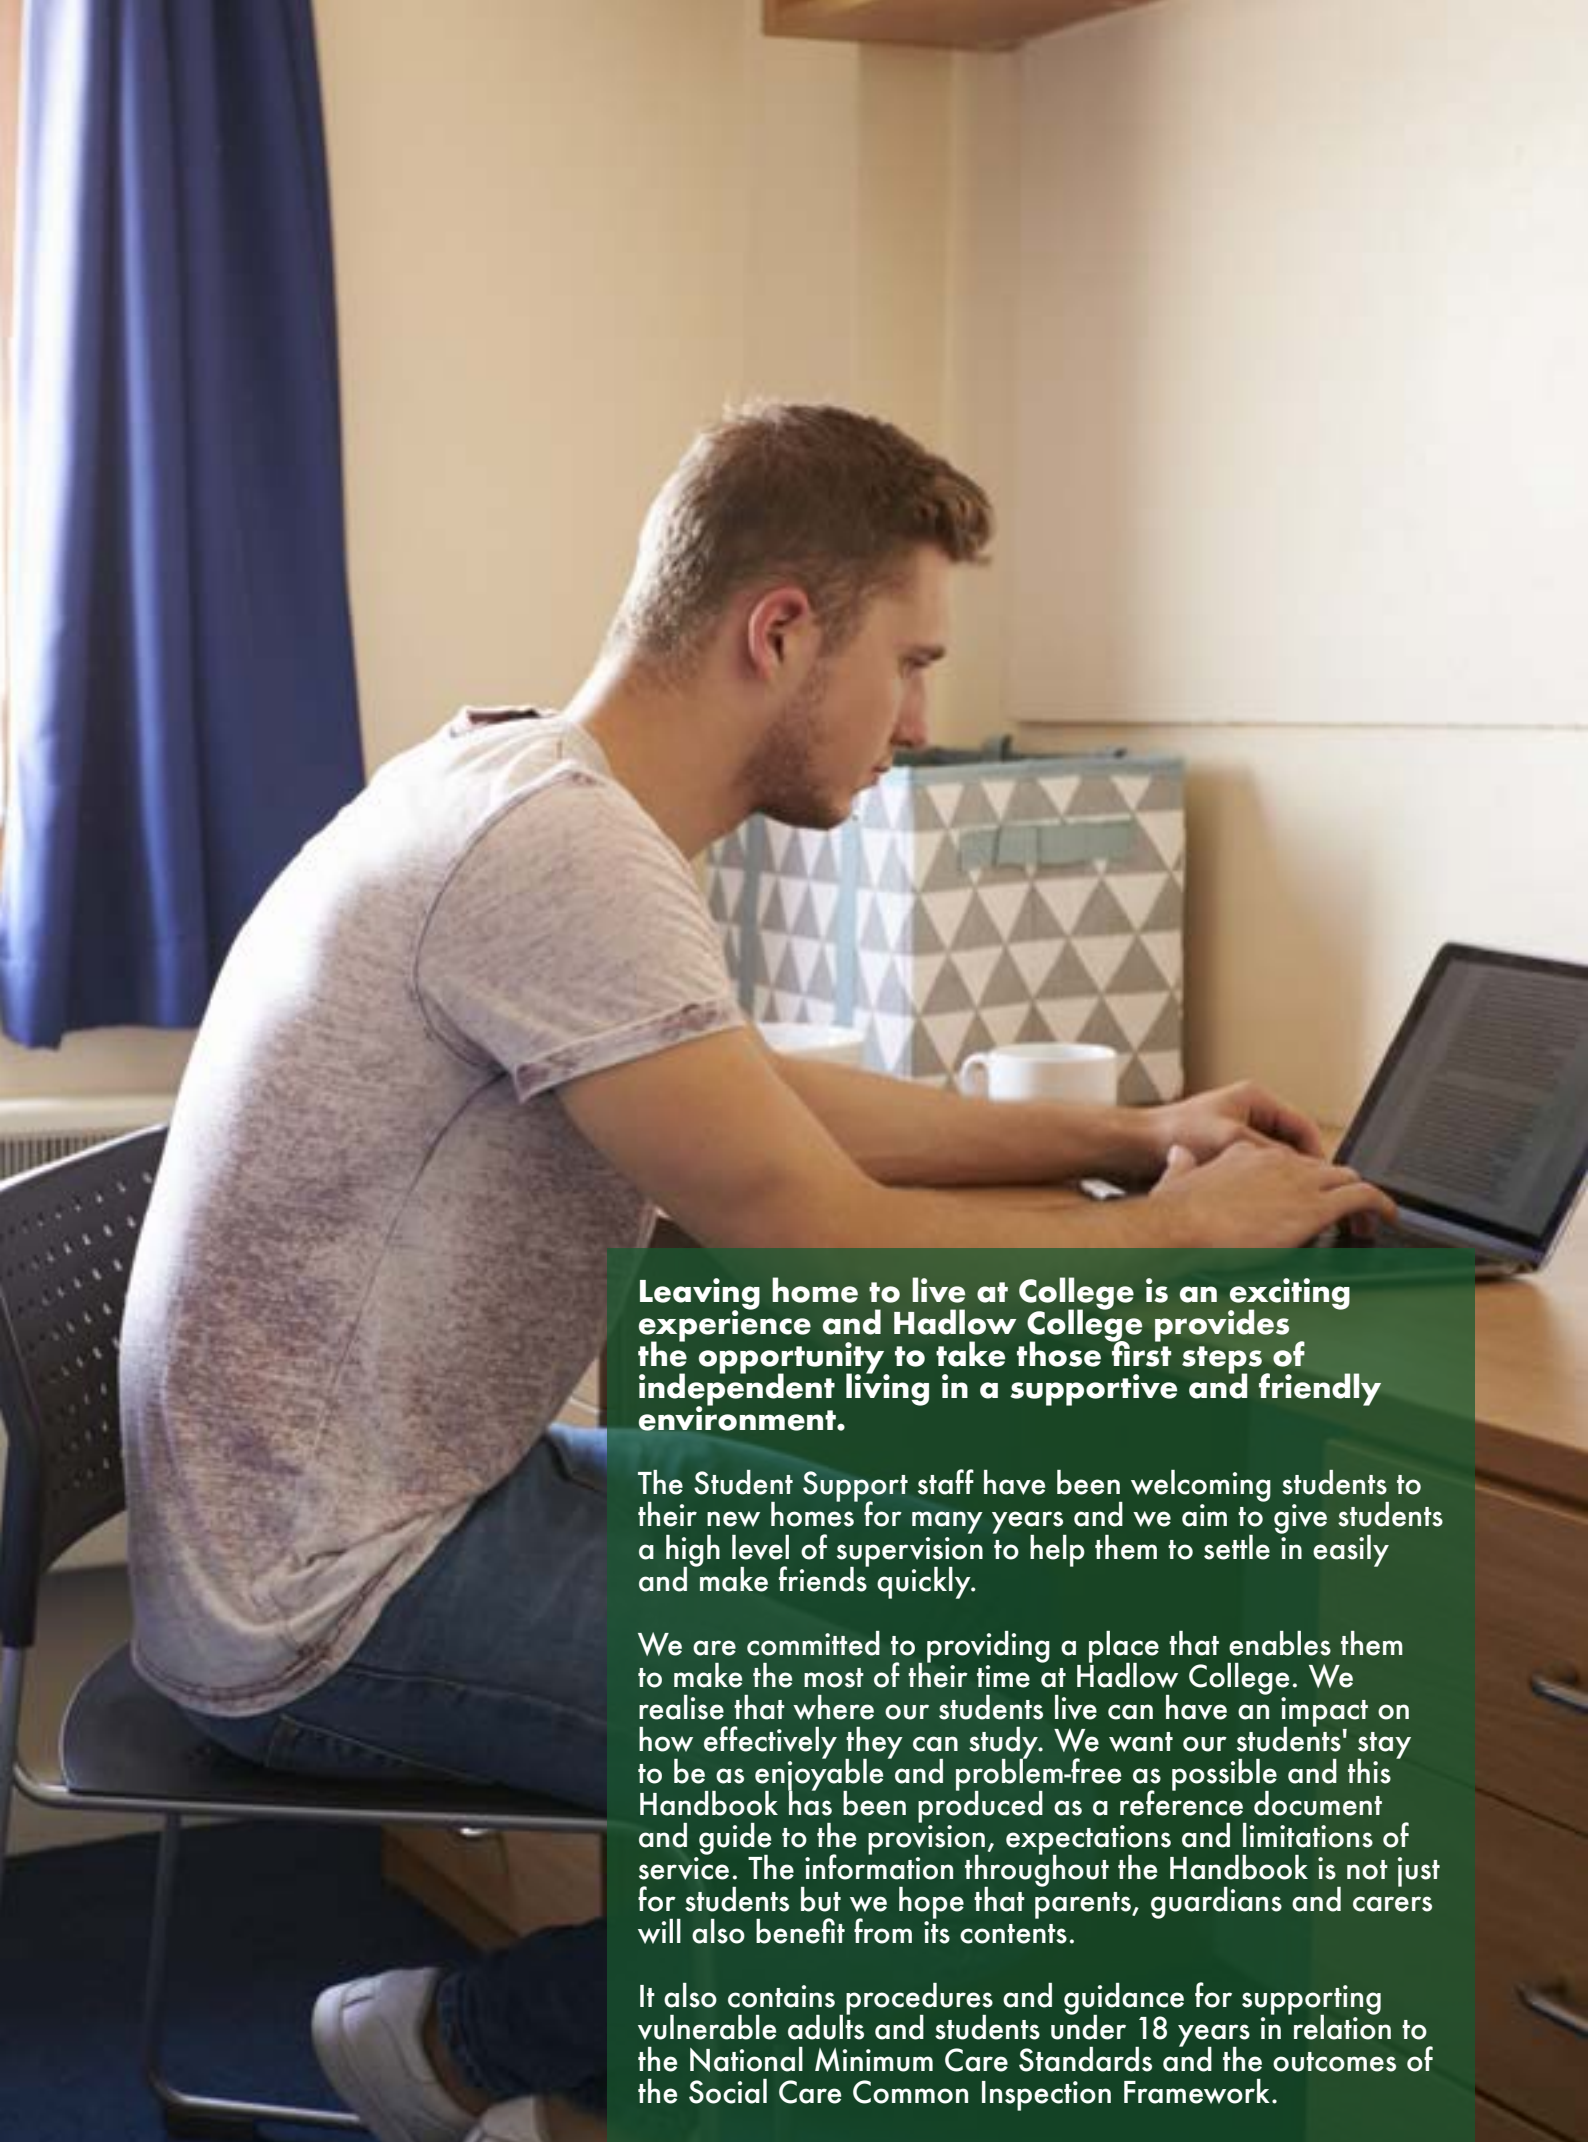 Leaving home to live at College is an exciting
experience and Hadlow College provides
the opportunity to take those first steps of
independent living in a supportive and friendly
environment.
The Student Support staff have been welcoming students to
their new homes for many years and we aim to give students
a high level of supervision to help them to settle in easily
and make friends quickly.
We are committed to providing a place that enables them
to make the most of their time at Hadlow College. We
realise that where our students live can have an impact on
how effectively they can study. We want our students' stay
to be as enjoyable and problem-free as possible and this
Handbook has been produced as a reference document
and guide to the provision, expectations and limitations of
service. The information throughout the Handbook is not just
for students but we hope that parents, guardians and carers
will also benefit from its contents.
It also contains procedures and guidance for supporting
vulnerable adults and students under 18 years in relation to
the National Minimum Care Standards and the outcomes of
the Social Care Common Inspection Framework.